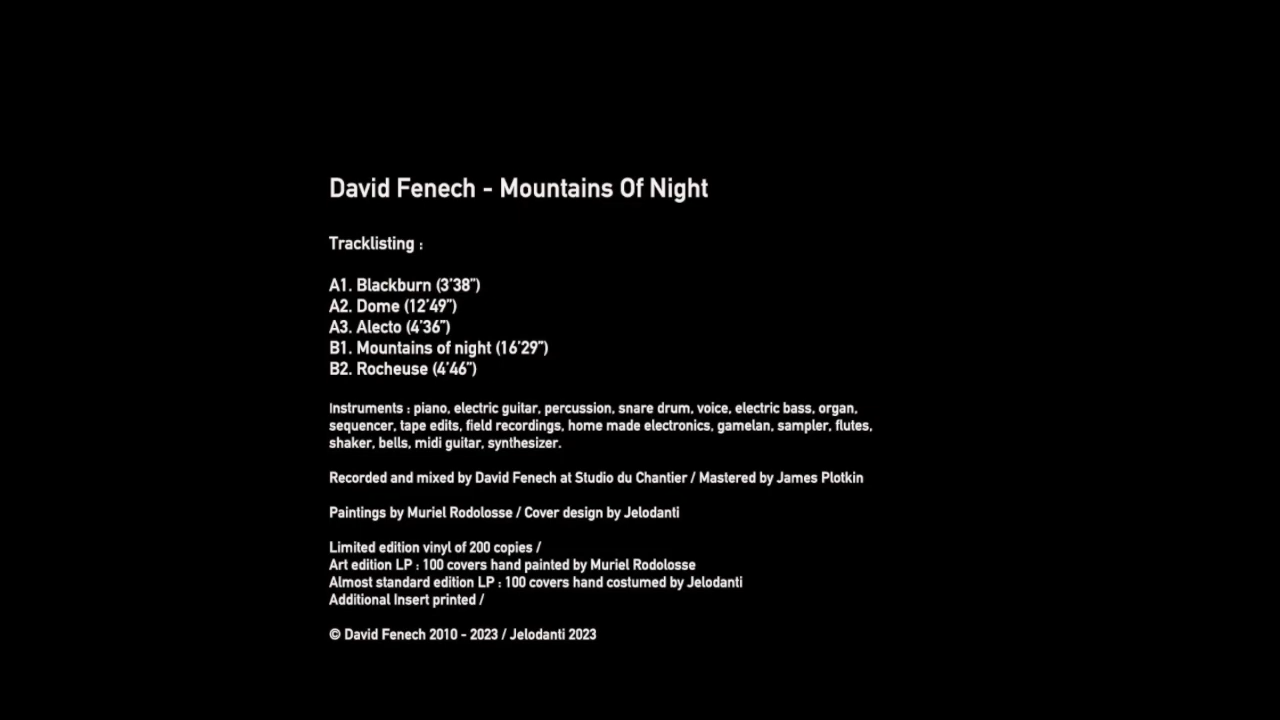 David Fenech - Mountains Of Night
Tracklisting :
A1. Blackburn (3'38")
A2. Dome (12'49")
A3. Alecto (4'36")
B1. Mountains of night (16'29")
B2. Rocheuse (4'46")
Instruments : piano, electric guitar, percussion, snare drum, voice, electric bass, organ,
sequencer, tape edits, field recordings, home made electronics, gamelan, sampler, flutes,
shaker, bells, midi guitar, synthesizer.
Recorded and mixed by David Fenech at Studio du Chantier / Mastered by James Plotkin
Paintings by Muriel Rodolosse / Cover design by Jelodanti
Limited edition vinyl of 200 copies /
Art edition LP : 100 covers hand painted by Muriel Rodolosse
Almost standard edition LP : 100 covers hand costumed by Jelodanti
Additional Insert printed /
© David Fenech 2010 - 2023 / Jelodanti 2023